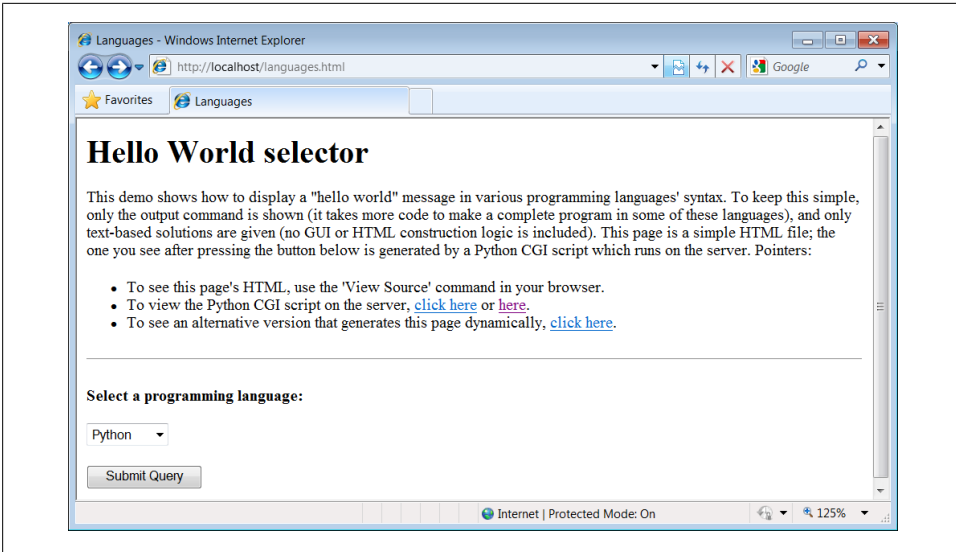 Languages - Windows Internet Explorer
http://localhost/languages.html
Google
Favorites
Languages
Hello World selector
This demo shows how to display a "hello world" message in various programming languages' syntax. To keep this simple,
only the output command is shown (it takes more code to make a complete program in some of these languages), and only
text-based solutions are given (no GUI or HTML construction logic is included). This page is a simple HTML file; the
one you see after pressing the button below is generated by a Python CGI script which runs on the server. Pointers:
• To see this page's HTML, use the 'View Source' command in your browser.
• To view the Python CGI script on the server, click here or here.
• To see an alternative version that generates this page dynamically, click here.
Select a programming language:
Python
Submit Query
Internet | Protected Mode: On
125%